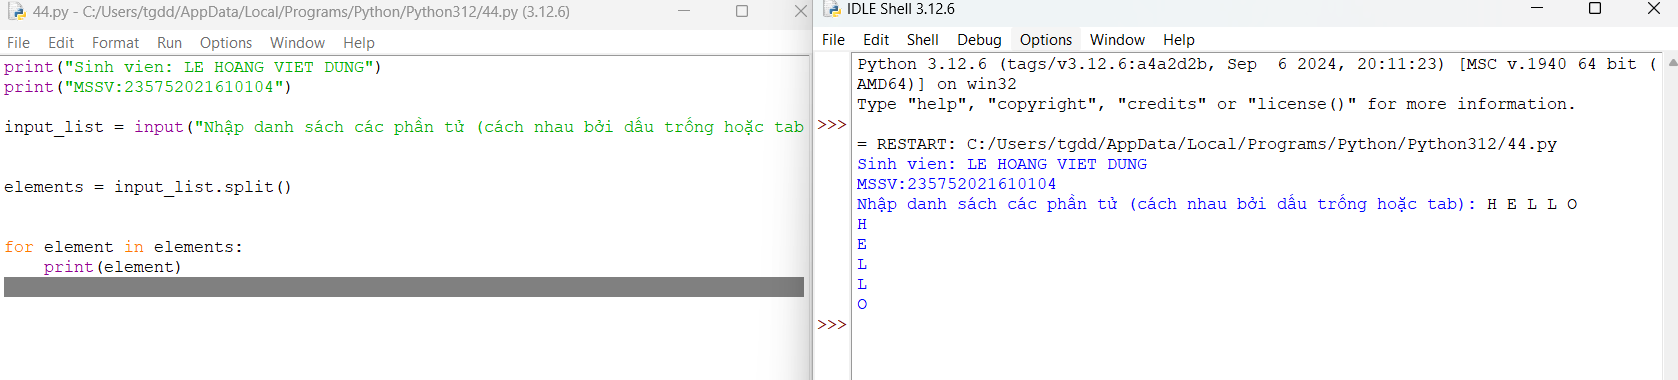 44.py - C:/Users/tgdd/AppData/Local/Programs/Python/Python312/44.py (3.12.6)
File Edit Format Run Options Window Help
print("Sinh vien: LE HOANG VIET DUNG")
print("MSSV:235752021610104")
input_list = input("Nhập danh sách các phần tử (cách nhau bởi dấu trống hoặc tab
elements = input_list.split()
for element in elements:
    print(element)
IDLE Shell 3.12.6
File Edit Shell Debug Options Window Help
Python 3.12.6 (tags/v3.12.6:a4a2d2b, Sep  6 2024, 20:11:23) [MSC v.1940 64 bit (
AMD64)] on win32
Type "help", "copyright", "credits" or "license()" for more information.
>>>
= RESTART: C:/Users/tgdd/AppData/Local/Programs/Python/Python312/44.py
Sinh vien: LE HOANG VIET DUNG
MSSV:235752021610104
Nhập danh sách các phần tử (cách nhau bởi dấu trống hoặc tab): H E L L O
H
E
L
L
O
>>>